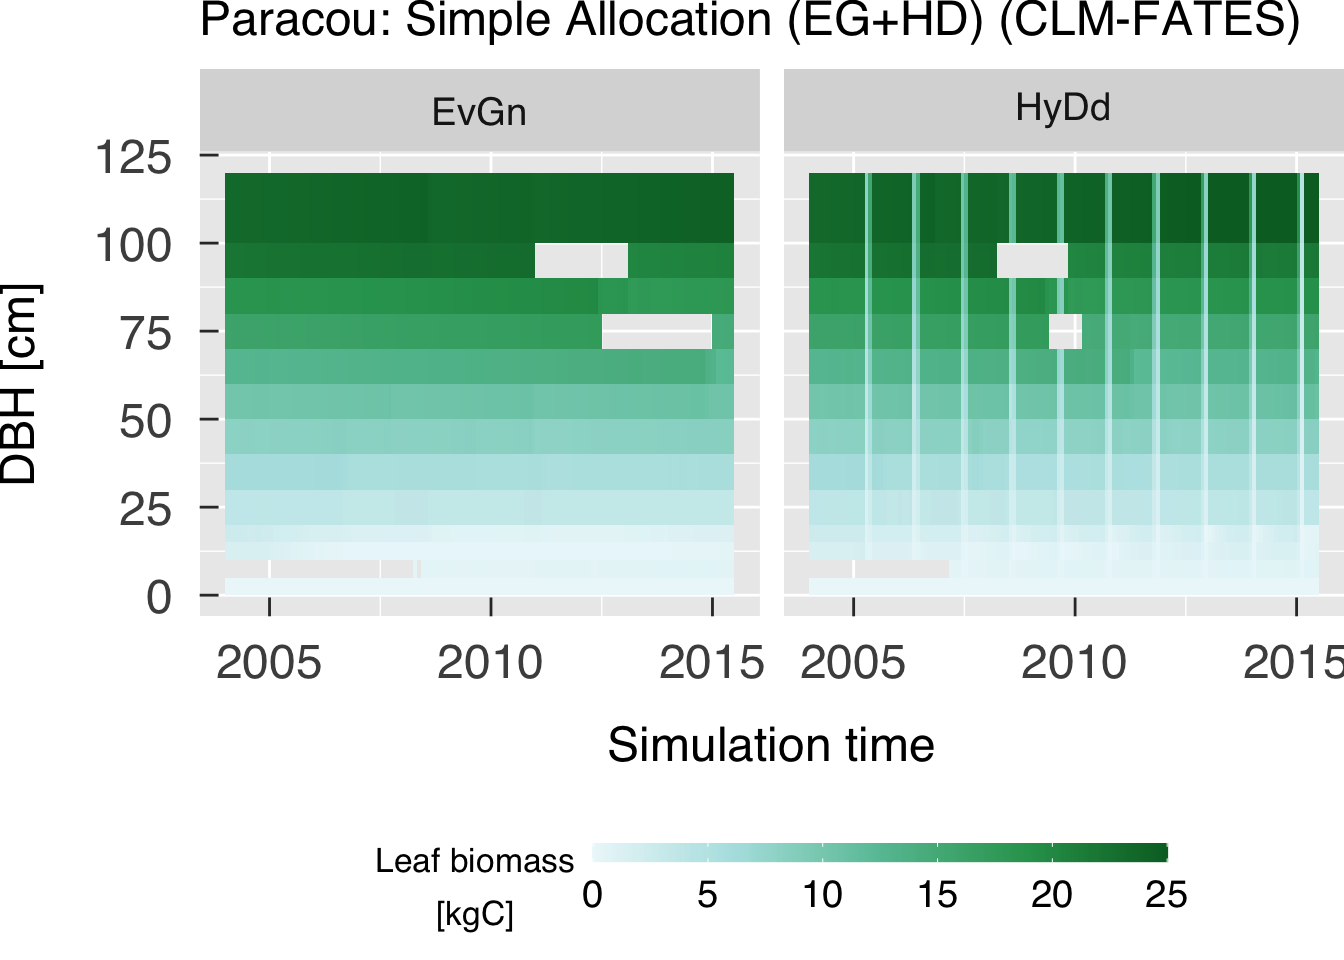 Paracou: Simple Allocation (EG+HD) (CLM-FATES)
EvGn
HyDd
DBH [cm]
125
100
75
50
25
0
2005 2010 2015
2005 2010 2015
Simulation time
Leaf biomass
[kgC]
0 5 10 15 20 25